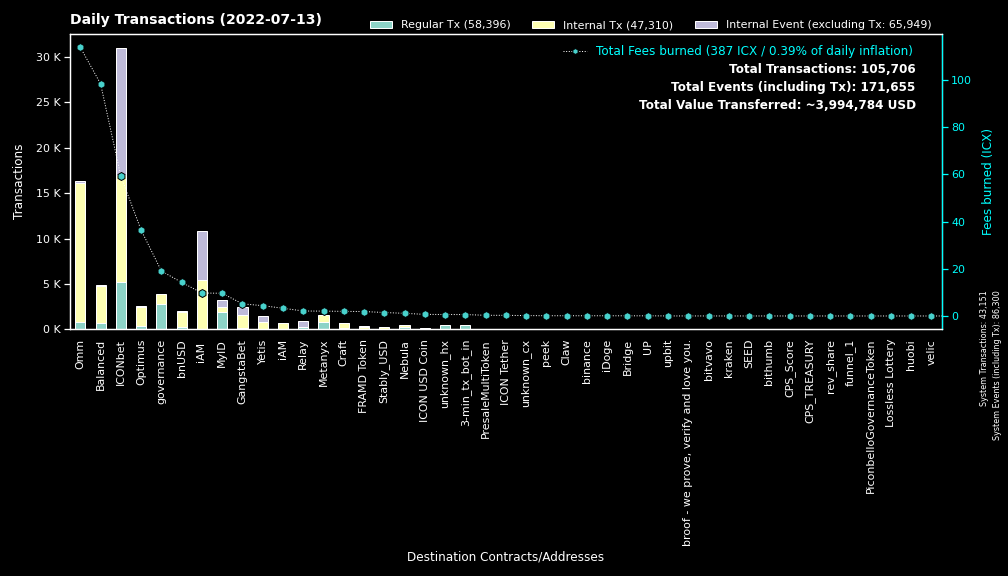 Daily Transactions (2022-07-13)
Regular Tx (58,396)
Internal Tx (47,310)
Internal Event (excluding Tx: 65,949)
Total Fees burned (387 ICX / 0.39% of daily inflation)
Total Transactions: 105,706
Total Events (including Tx): 171,655
Total Value Transferred: ~3,994,784 USD
Transactions
30 K
25 K
20 K
15 K
10 K
5 K
0 K
Fees burned (ICX)
100
80
60
40
20
0
Omm
Balanced
ICONbet
Optimus
governance
bnUSD
iAM
MyID
GangstaBet
Yetis
iAM
Relay
Metanyx
Craft
FRAMD Token
Stably_USD
Nebula
ICON USD Coin
unknown_hx
3-min_tx_bot_in
PresaleMultiToken
ICON Tether
unknown_cx
peek
Claw
binance
iDoge
Bridge
UP
upbit
broof - we prove, verify and love you.
bitvavo
kraken
SEED
bithumb
CPS_Score
CPS_TREASURY
rev_share
funnel_1
PiconbelloGovernanceToken
Lossless Lottery
huobi
velic
Destination Contracts/Addresses
System Transactions: 43,151
System Events (including Tx): 86,300